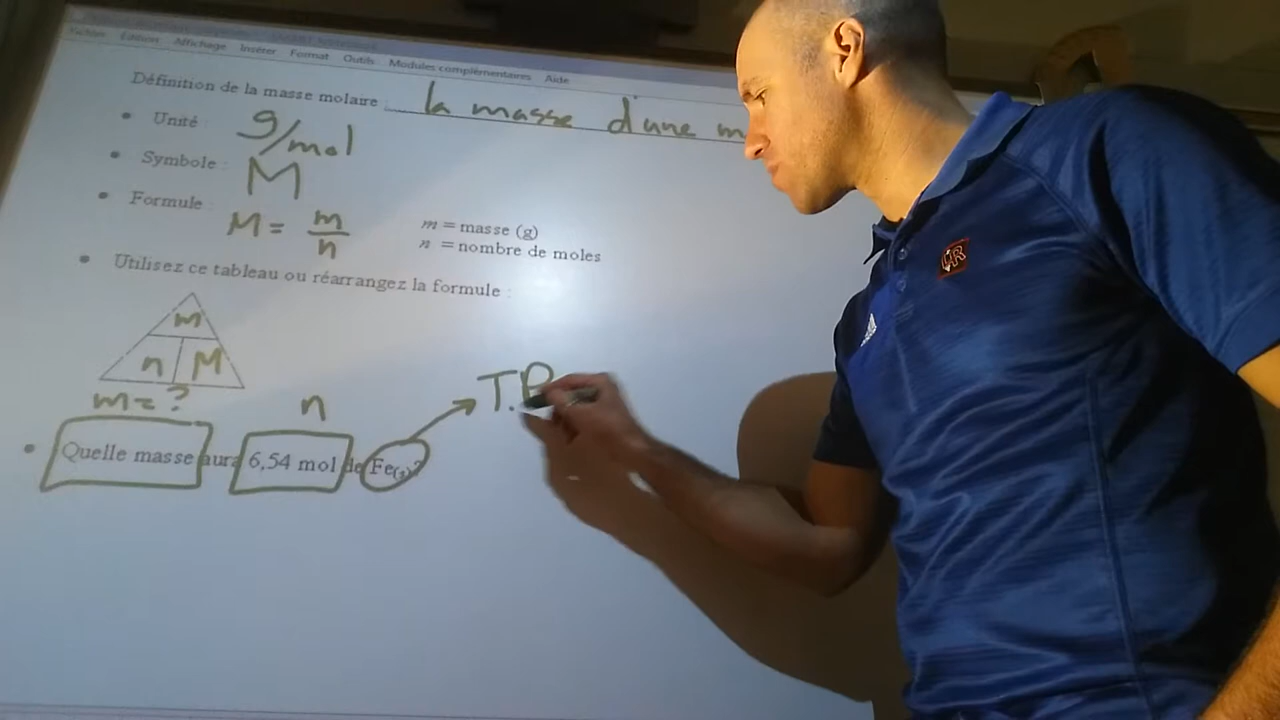 Fichier Édition Affichage Insérer Format Outils Modules complémentaires Aide
Définition de la masse molaire : la masse d'une m
• Unité : g/mol
• Symbole : M
• Formule : M = m/n
m = masse (g)
n = nombre de moles
• Utilisez ce tableau ou réarrangez la formule :
m
n M
m = ? n T.P
• Quelle masse aura 6,54 mol de Fe(s)?